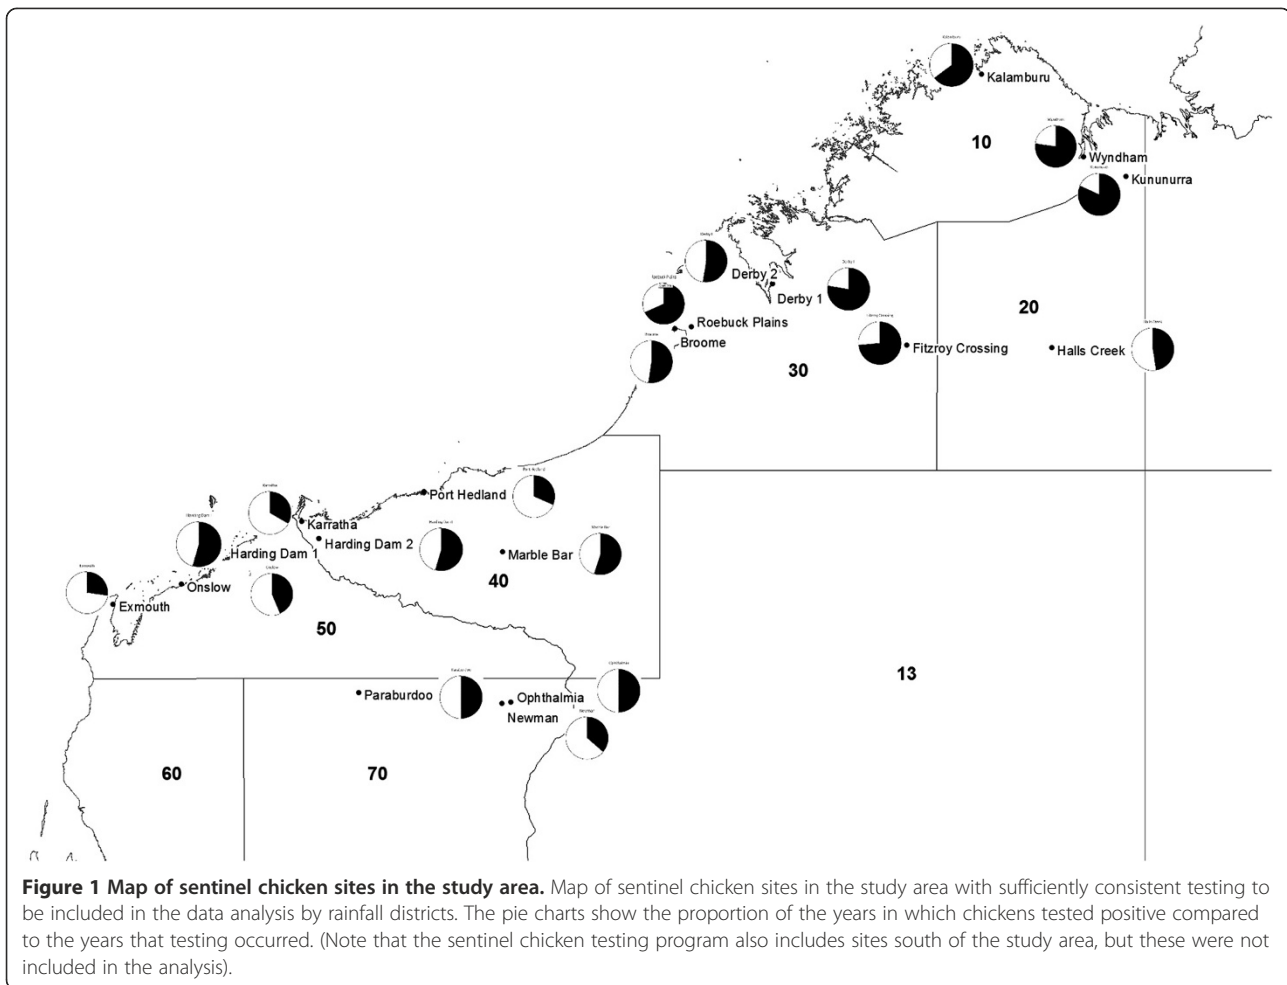 Kalamburu
10
Wyndham
Kununurra
Derby 2
Derby 1
20
Roebuck Plains
Broome
Fitzroy Crossing
Halls Creek
30
Port Hedland
Karratha
Harding Dam 2
Harding Dam 1
Marble Bar
40
Onslow
Exmouth
50
13
Paraburdoo
Ophthalmia
Newman
60
70
Figure 1 Map of sentinel chicken sites in the study area. Map of sentinel chicken sites in the study area with sufficiently consistent testing to
be included in the data analysis by rainfall districts. The pie charts show the proportion of the years in which chickens tested positive compared
to the years that testing occurred. (Note that the sentinel chicken testing program also includes sites south of the study area, but these were not
included in the analysis).